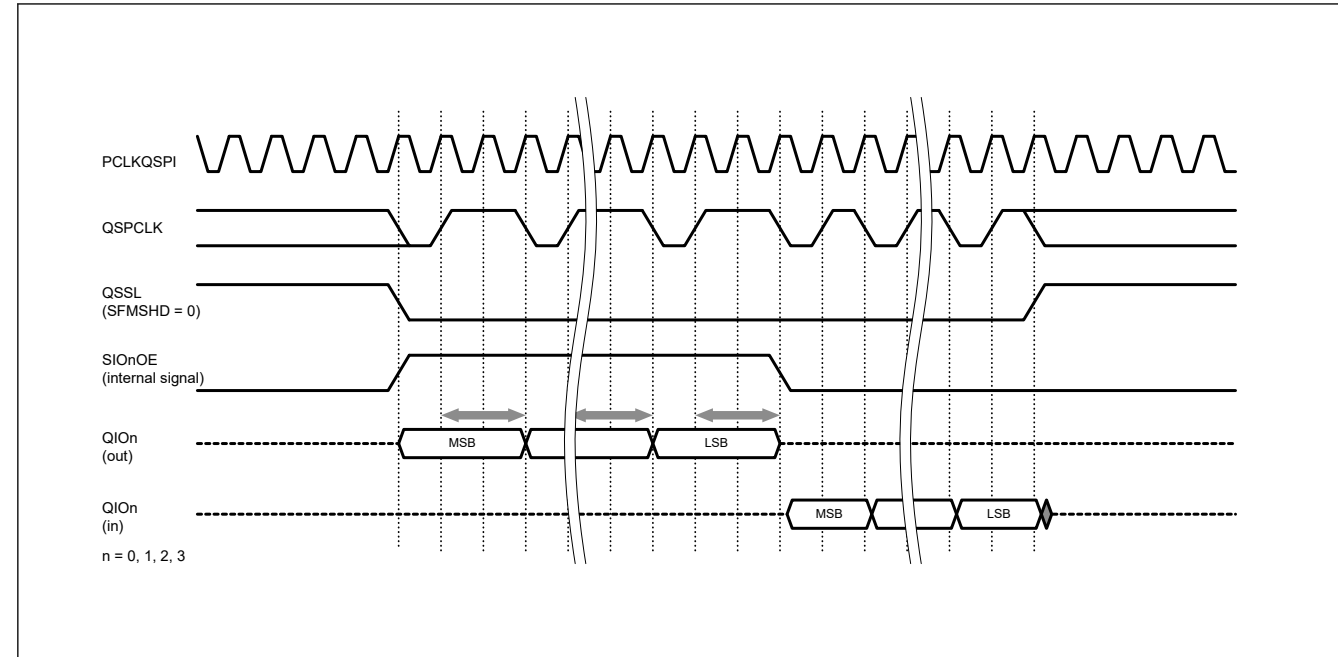 PCLKQSPI
QSPCLK
QSSL
(SFMSHD = 0)
SIOnOE
(internal signal)
QIOn
(out)
MSB
LSB
QIOn
(in)
MSB
LSB
n = 0, 1, 2, 3